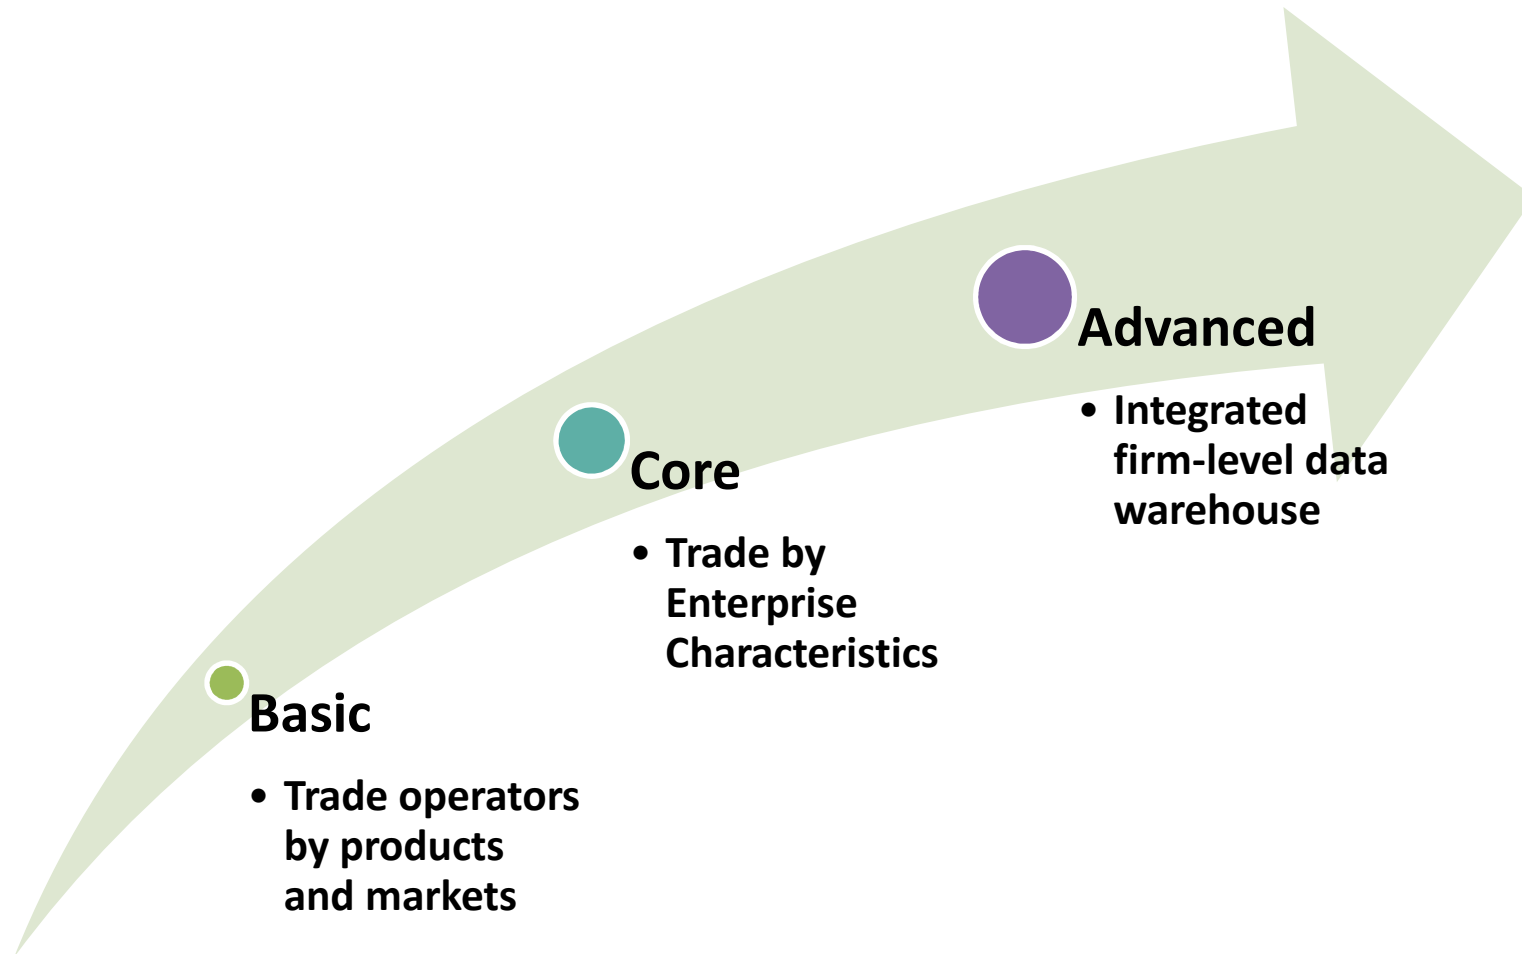 Advanced
• Integrated
firm-level data
warehouse
Core
• Trade by
Enterprise
Characteristics
Basic
• Trade operators
by products
and markets